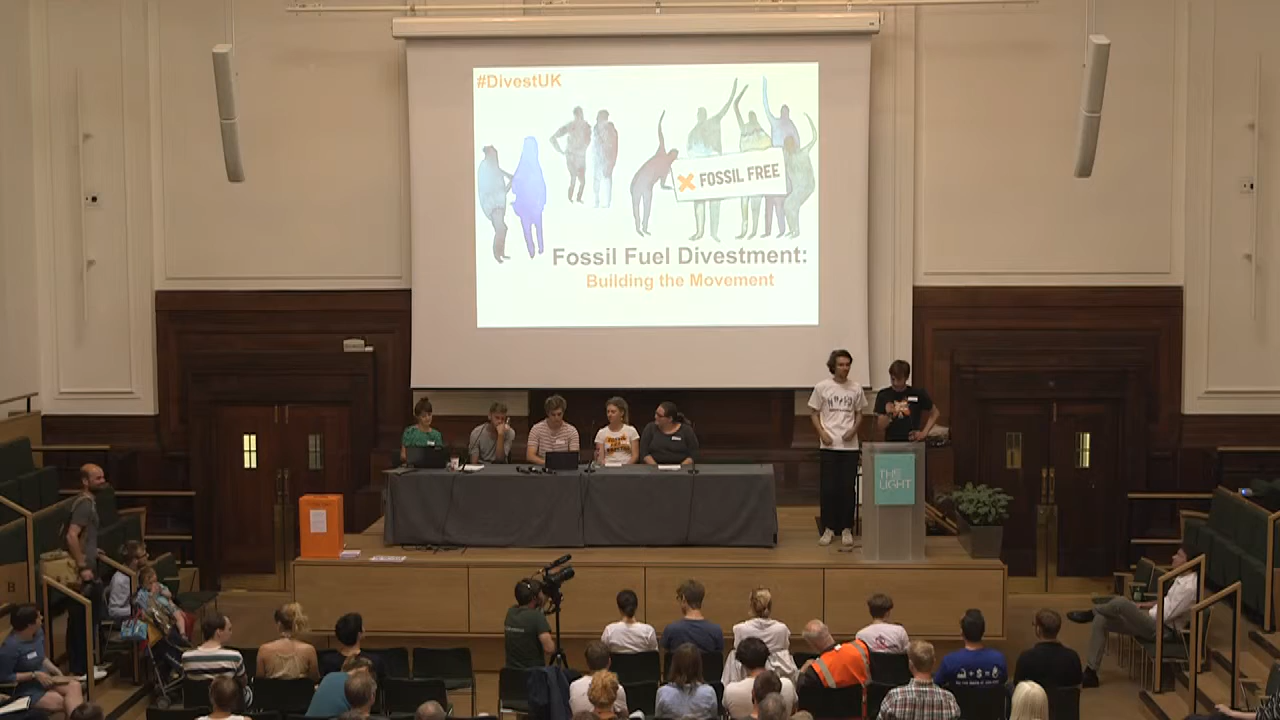 #DivestUK
FOSSIL FREE
Fossil Fuel Divestment:
Building the Movement
THE
LIGHT